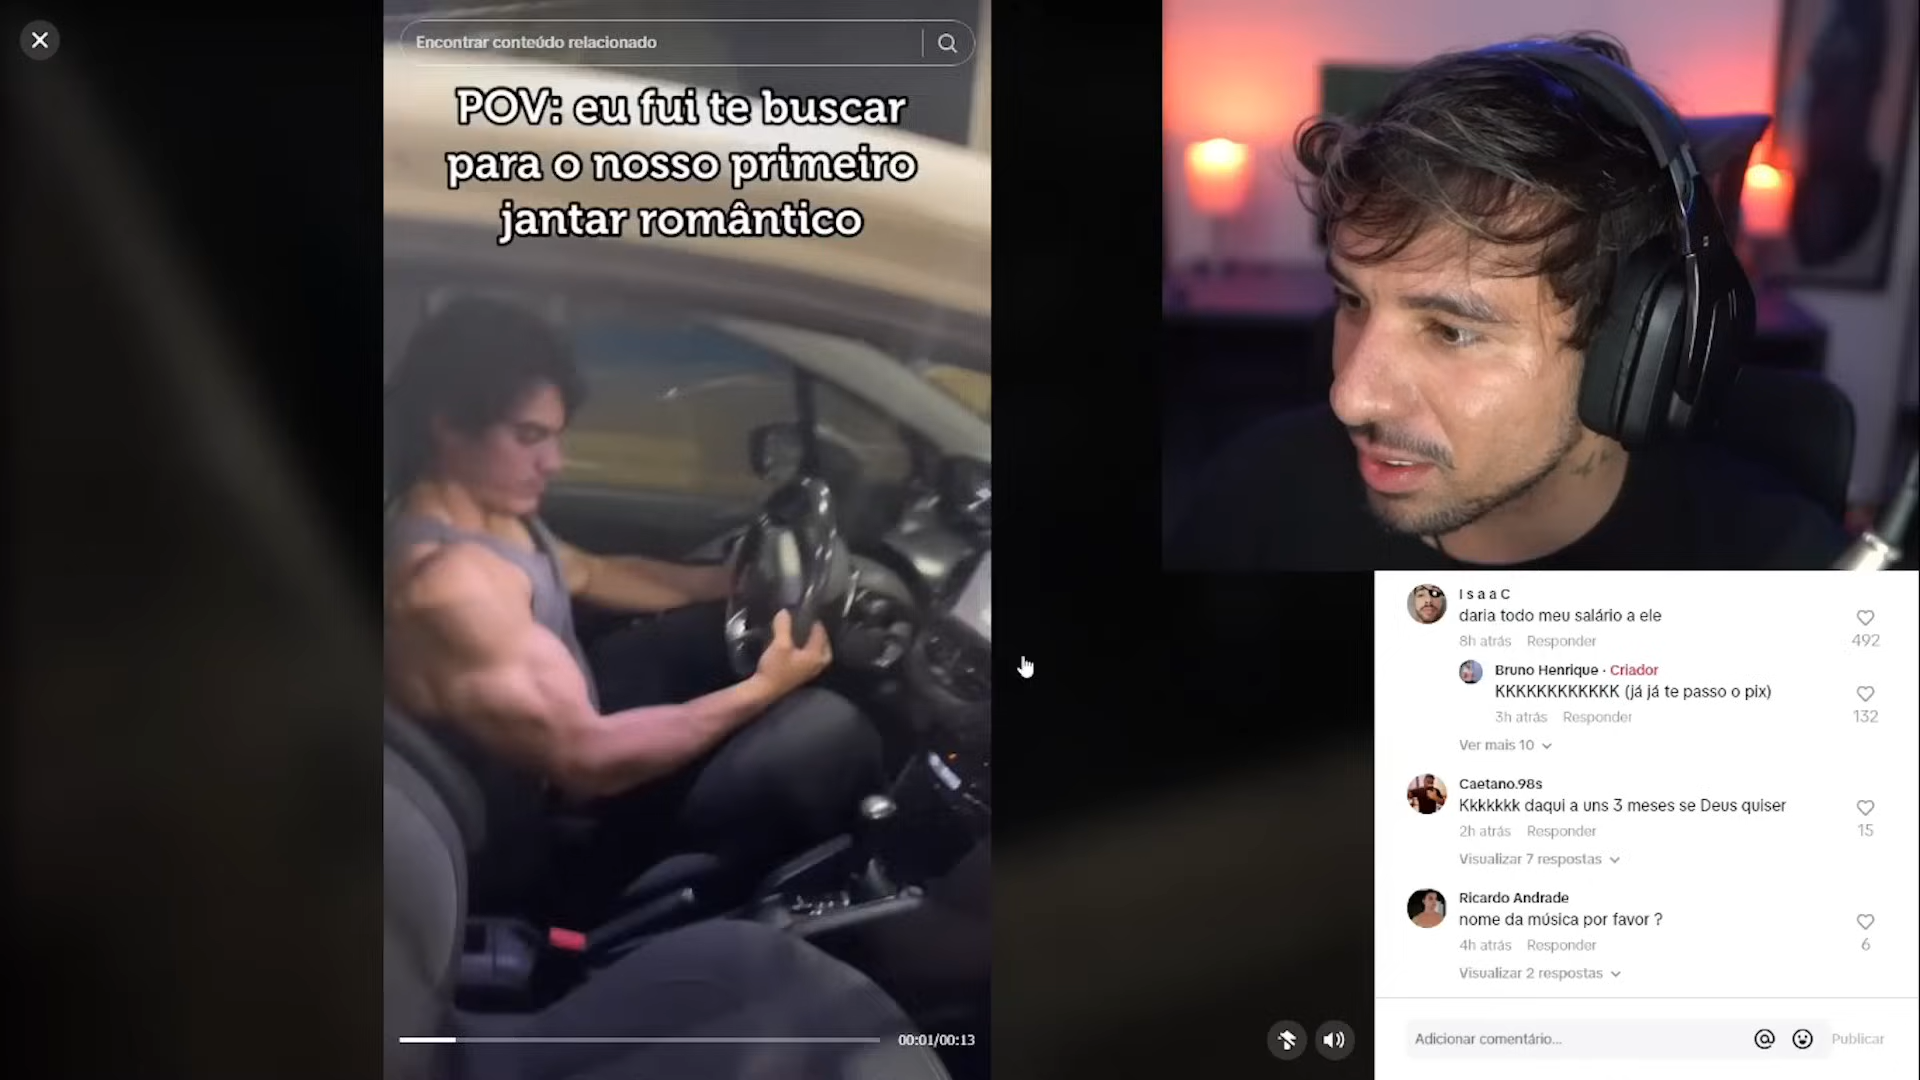 Encontrar conteúdo relacionado
POV: eu fui te buscar
para o nosso primeiro
jantar romântico
00:01/00:13
I s a a C
daria todo meu salário a ele
8h atrás Responder
492
Bruno Henrique · Criador
KKKKKKKKKKKK (já já te passo o pix)
3h atrás Responder
132
Ver mais 10
Caetano.98s
Kkkkkkk daqui a uns 3 meses se Deus quiser
2h atrás Responder
15
Visualizar 7 respostas
Ricardo Andrade
nome da música por favor ?
4h atrás Responder
6
Visualizar 2 respostas
Adicionar comentário...
Publicar